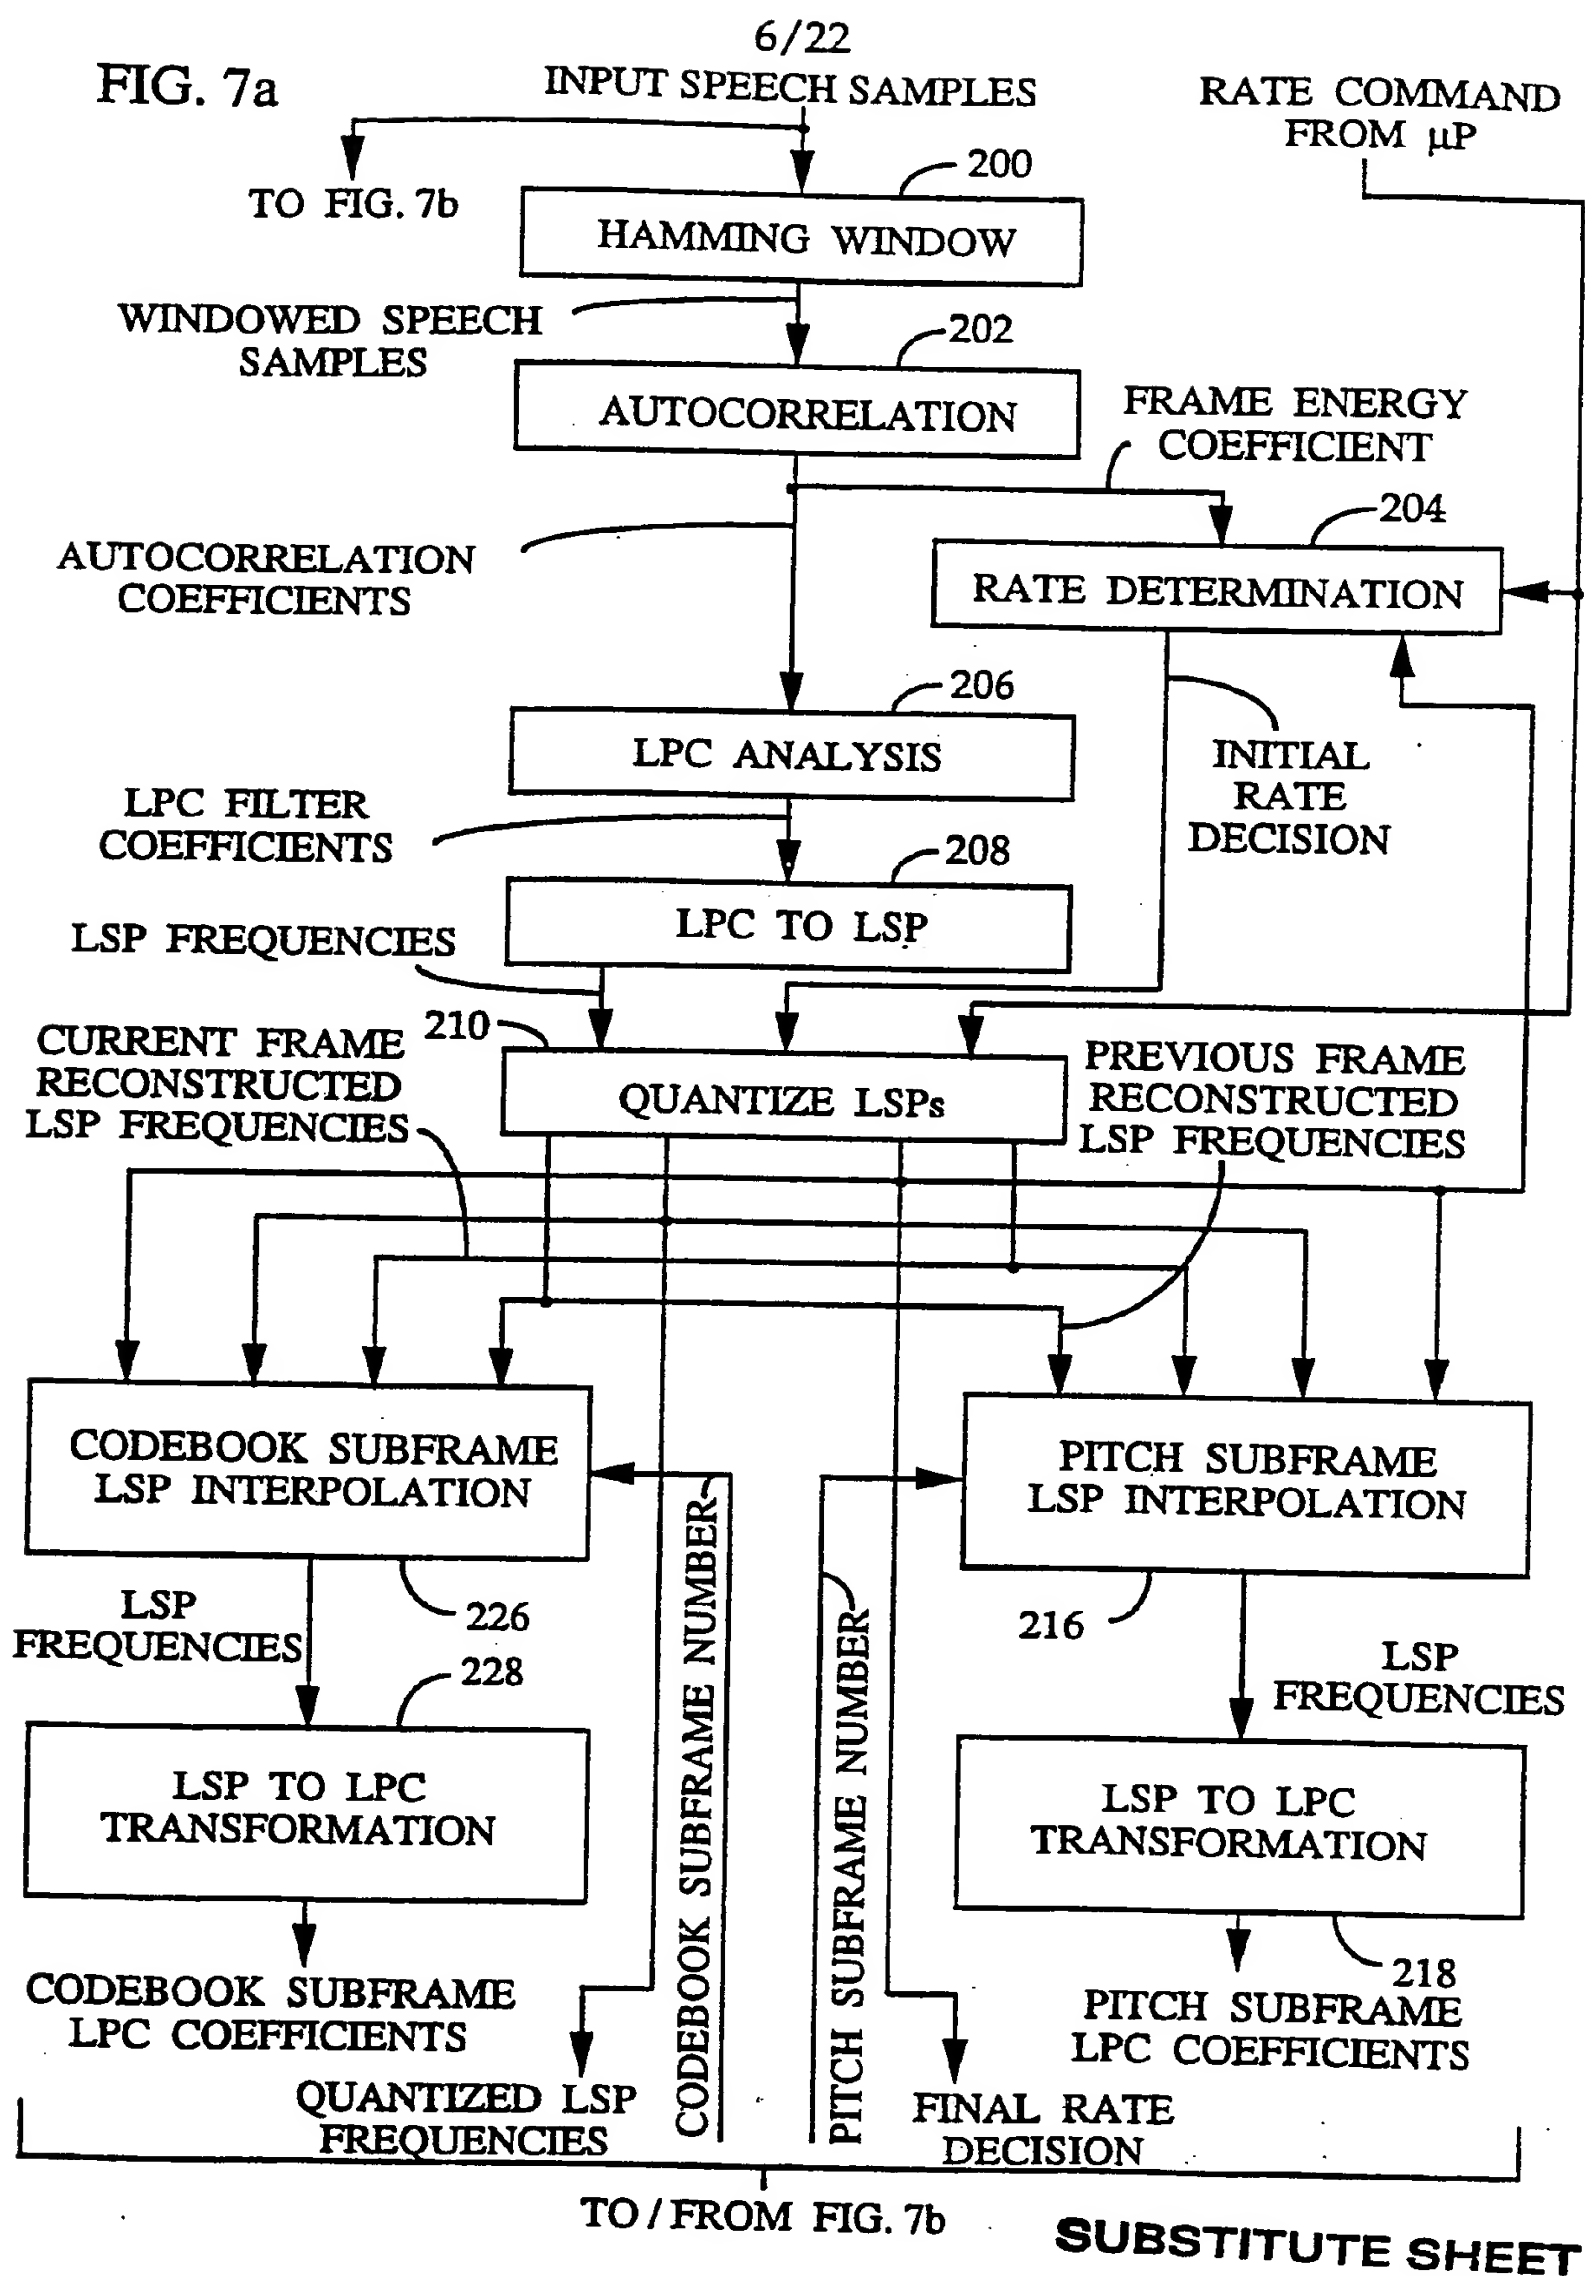 6/22
FIG. 7a
INPUT SPEECH SAMPLES
RATE COMMAND
FROM µP
TO FIG. 7b
200
HAMMING WINDOW
WINDOWED SPEECH
SAMPLES
202
AUTOCORRELATION
FRAME ENERGY
COEFFICIENT
204
AUTOCORRELATION
COEFFICIENTS
RATE DETERMINATION
206
LPC ANALYSIS
INITIAL
RATE
DECISION
LPC FILTER
COEFFICIENTS
208
LPC TO LSP
LSP FREQUENCIES
210
CURRENT FRAME
RECONSTRUCTED
LSP FREQUENCIES
QUANTIZE LSPs
PREVIOUS FRAME
RECONSTRUCTED
LSP FREQUENCIES
CODEBOOK SUBFRAME
LSP INTERPOLATION
PITCH SUBFRAME
LSP INTERPOLATION
CODEBOOK SUBFRAME NUMBER
PITCH SUBFRAME NUMBER
LSP
FREQUENCIES
226
216
LSP
FREQUENCIES
228
LSP TO LPC
TRANSFORMATION
LSP TO LPC
TRANSFORMATION
218
CODEBOOK SUBFRAME
LPC COEFFICIENTS
PITCH SUBFRAME
LPC COEFFICIENTS
QUANTIZED LSP
FREQUENCIES
FINAL RATE
DECISION
TO / FROM FIG. 7b
SUBSTITUTE SHEET